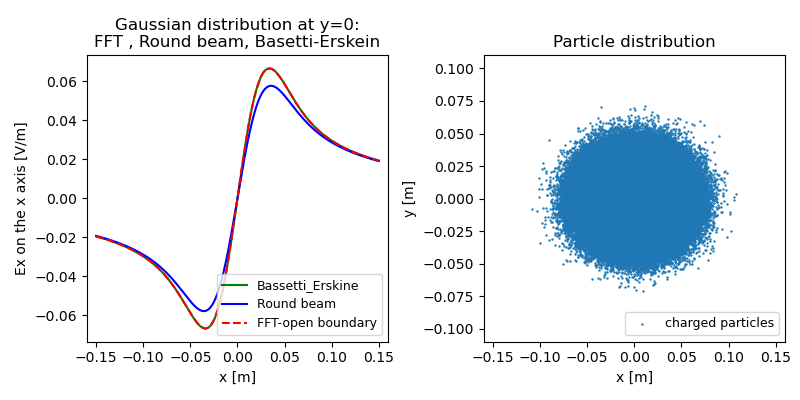 Gaussian distribution at y=0:
FFT , Round beam, Basetti-Erskein
Ex on the x axis [V/m]
0.06
0.04
0.02
0.00
−0.02
−0.04
−0.06
Bassetti_Erskine
Round beam
FFT-open boundary
−0.15 −0.10 −0.05 0.00 0.05 0.10 0.15
x [m]
Particle distribution
y [m]
0.100
0.075
0.050
0.025
0.000
−0.025
−0.050
−0.075
−0.100
charged particles
−0.15 −0.10 −0.05 0.00 0.05 0.10 0.15
x [m]